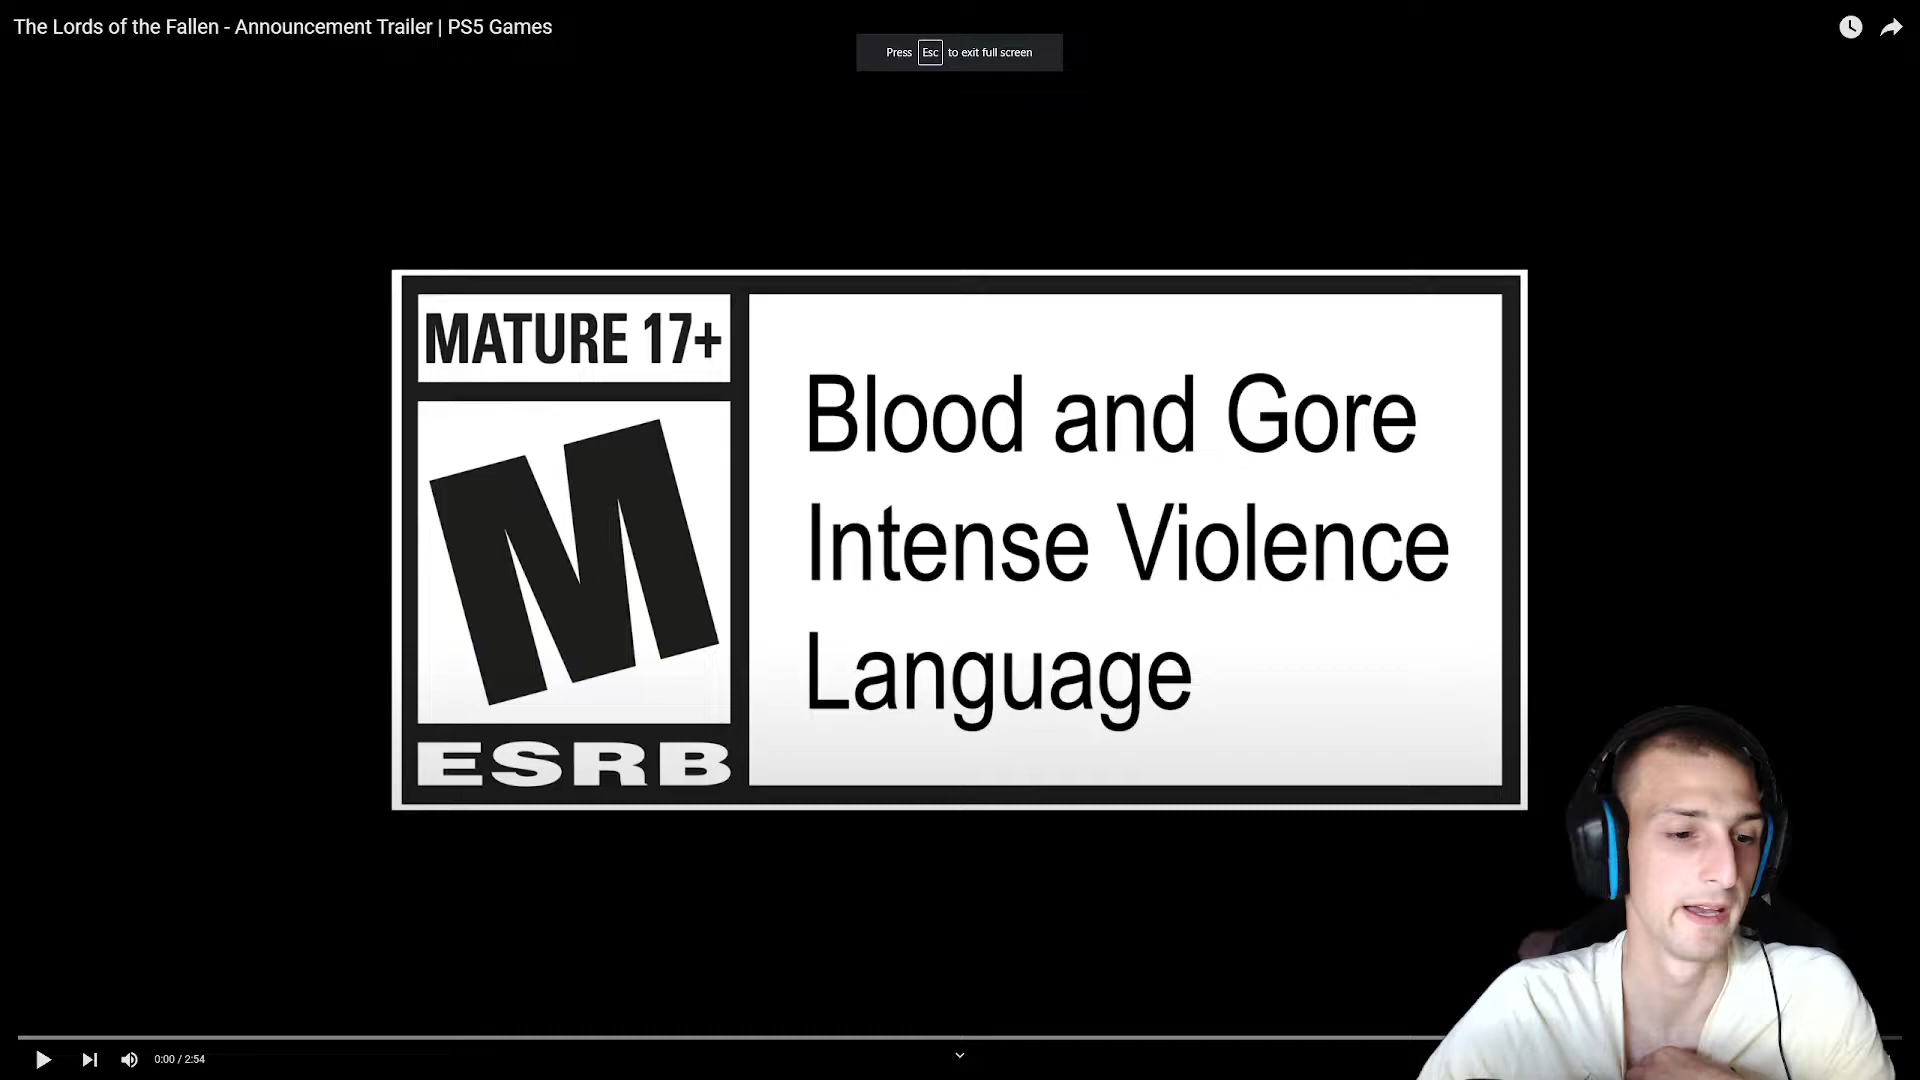 The Lords of the Fallen - Announcement Trailer | PS5 Games
Press Esc to exit full screen
MATURE 17+
M
ESRB
Blood and Gore
Intense Violence
Language
0:00 / 2:54